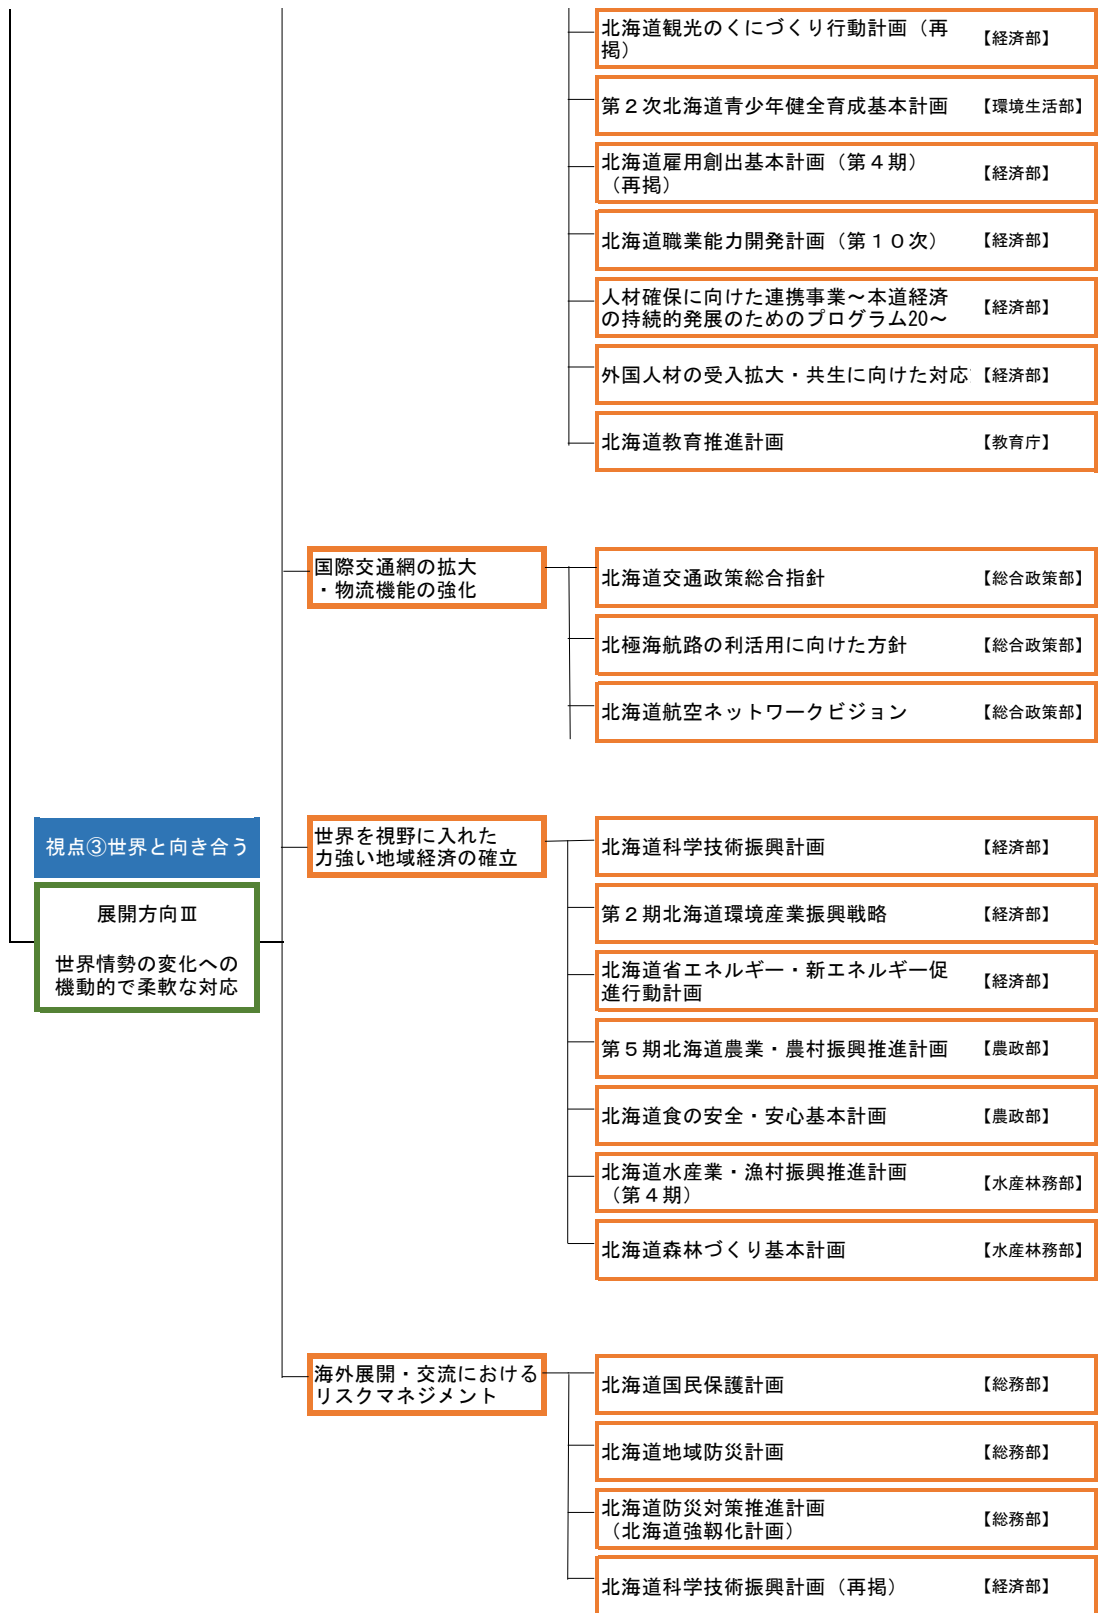 北海道観光のくにづくり行動計画（再
掲）
【経済部】
第２次北海道青少年健全育成基本計画
【環境生活部】
北海道雇用創出基本計画（第４期）
（再掲）
【経済部】
北海道職業能力開発計画（第１０次）
【経済部】
人材確保に向けた連携事業～本道経済
の持続的発展のためのプログラム20～
【経済部】
外国人材の受入拡大・共生に向けた対応
【経済部】
北海道教育推進計画
【教育庁】
国際交通網の拡大
・物流機能の強化
北海道交通政策総合指針
【総合政策部】
北極海航路の利活用に向けた方針
【総合政策部】
北海道航空ネットワークビジョン
【総合政策部】
視点③世界と向き合う
展開方向Ⅲ
世界情勢の変化への
機動的で柔軟な対応
世界を視野に入れた
力強い地域経済の確立
北海道科学技術振興計画
【経済部】
第２期北海道環境産業振興戦略
【経済部】
北海道省エネルギー・新エネルギー促
進行動計画
【経済部】
第５期北海道農業・農村振興推進計画
【農政部】
北海道食の安全・安心基本計画
【農政部】
北海道水産業・漁村振興推進計画
（第４期）
【水産林務部】
北海道森林づくり基本計画
【水産林務部】
海外展開・交流における
リスクマネジメント
北海道国民保護計画
【総務部】
北海道地域防災計画
【総務部】
北海道防災対策推進計画
（北海道強靱化計画）
【総務部】
北海道科学技術振興計画（再掲）
【経済部】